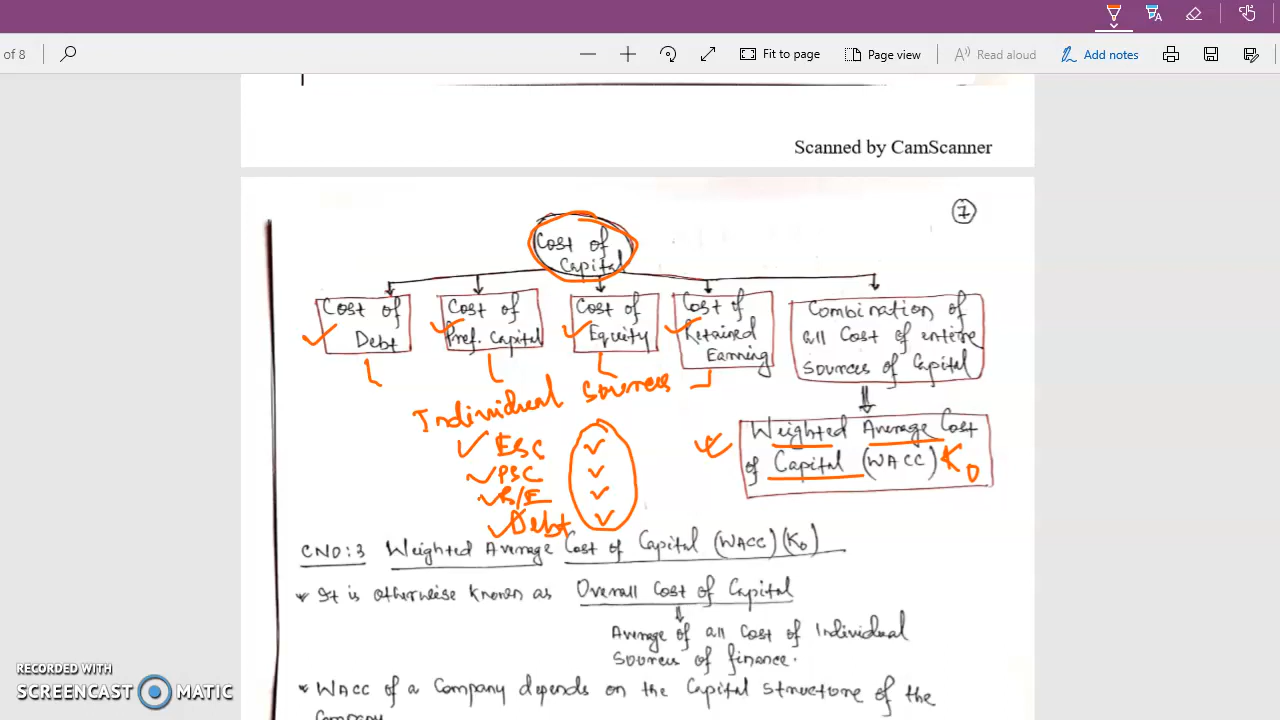 of 8
Fit to page
Page view
Read aloud
Add notes
Scanned by CamScanner
7
Cost of
Capital
Cost of
Debt
Cost of
Pref. Capital
Cost of
Equity
Cost of
Retained
Earning
Combination of
all Cost of entire
sources of Capital
Individual Sources
ESC
PSC
R/E
Debt
Weighted Average Cost
of Capital (WACC) K0
CNO:3 Weighted Average Cost of Capital (WACC) (K0)
* It is otherwise known as Overall Cost of Capital
Average of all Cost of Individual
Sources of finance.
* WACC of a Company depends on the Capital structure of the
Company
RECORDED WITH
SCREENCAST MATIC